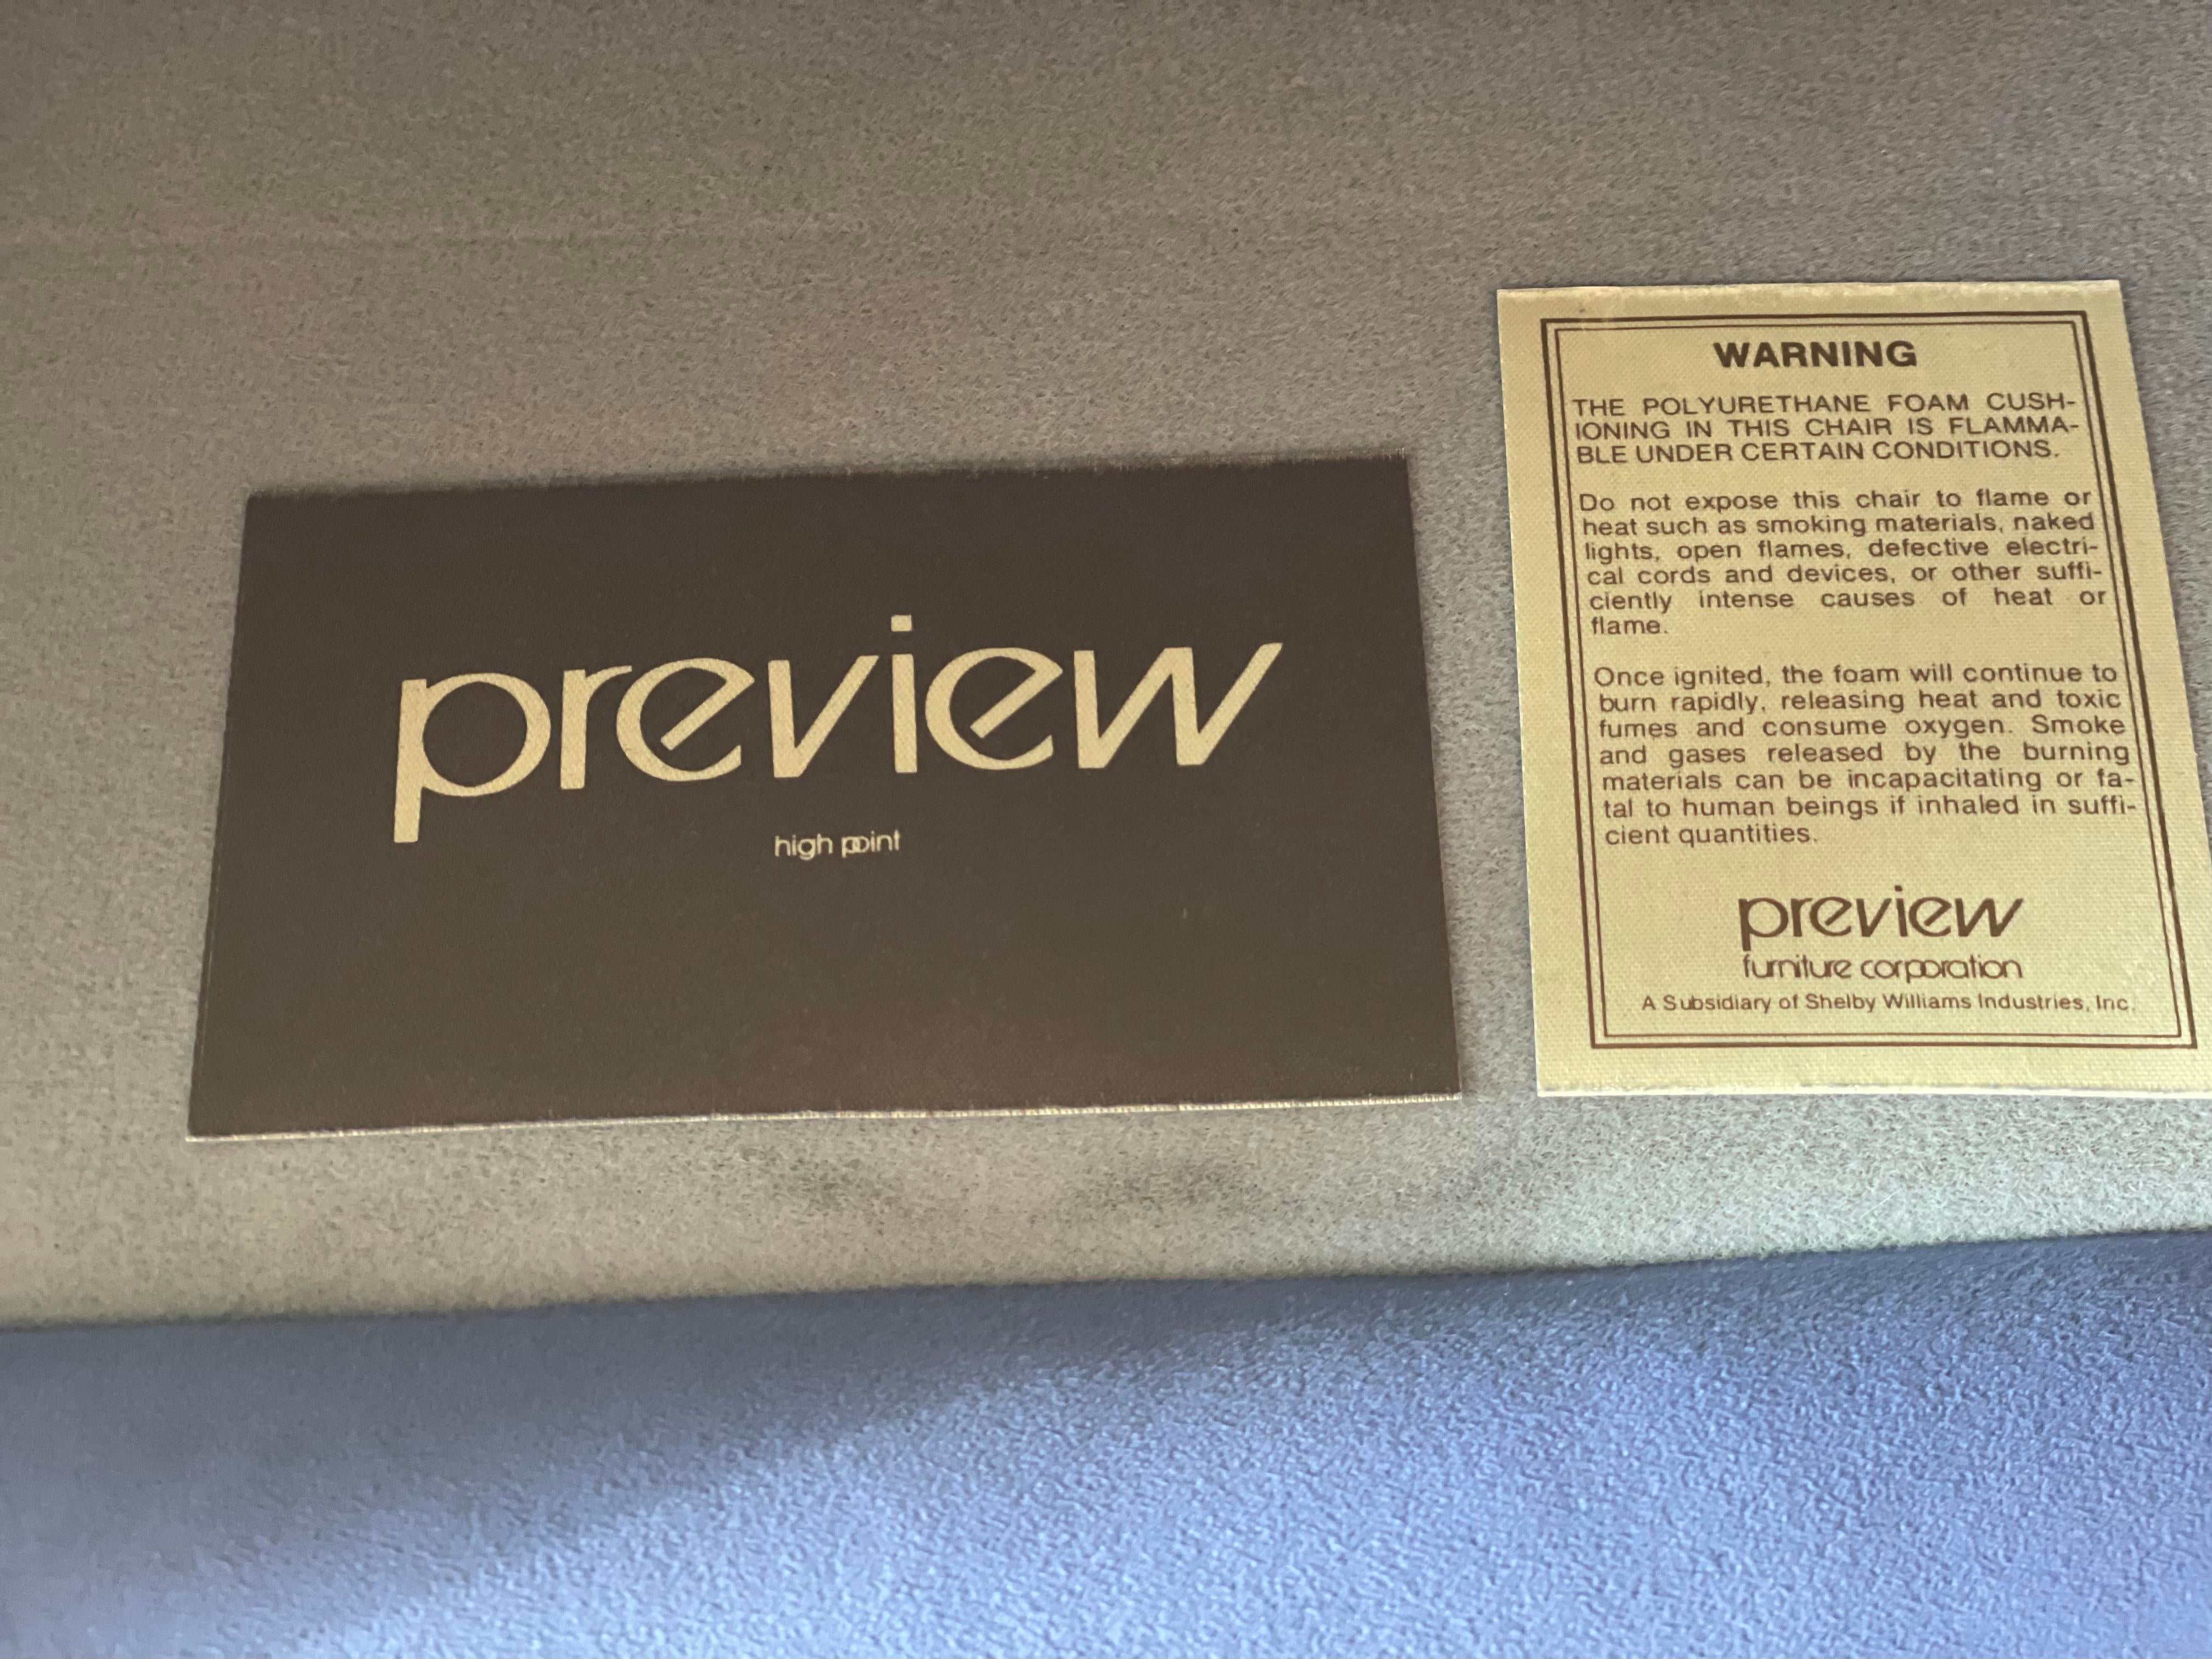 preview
high point
WARNING
THE POLYURETHANE FOAM CUSH-
IONING IN THIS CHAIR IS FLAMMA-
BLE UNDER CERTAIN CONDITIONS.
Do not expose this chair to flame or
heat such as smoking materials, naked
lights, open flames, defective electri-
cal cords and devices, or other suffi-
ciently intense causes of heat or
flame.
Once ignited, the foam will continue to
burn rapidly, releasing heat and toxic
fumes and consume oxygen. Smoke
and gases released by the burning
materials can be incapacitating or fa-
tal to human beings if inhaled in suffi-
cient quantities.
preview
furniture corporation
A Subsidiary of Shelby Williams Industries, Inc.